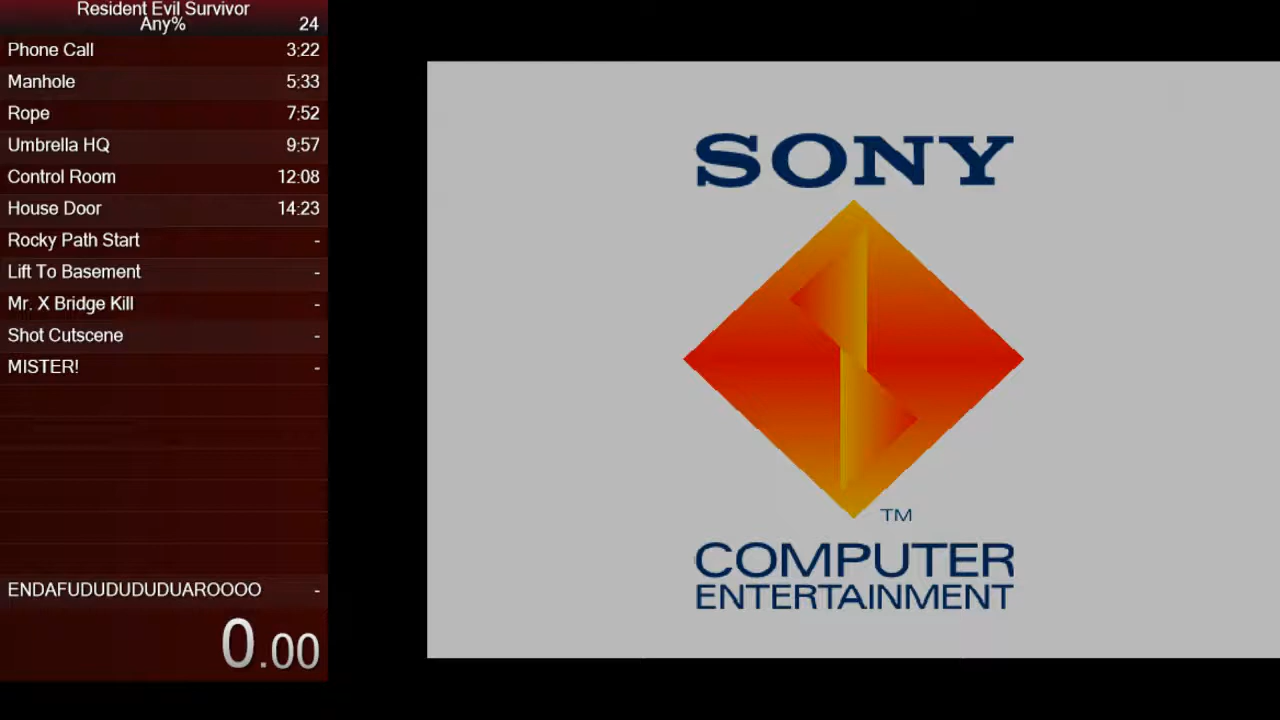 Resident Evil Survivor
Any% 24
Phone Call 3:22
Manhole 5:33
Rope 7:52
Umbrella HQ 9:57
Control Room 12:08
House Door 14:23
Rocky Path Start -
Lift To Basement -
Mr. X Bridge Kill -
Shot Cutscene -
MISTER! -
ENDAFUDUDUDUDUAROOOO -
0.00
SONY
TM
COMPUTER
ENTERTAINMENT